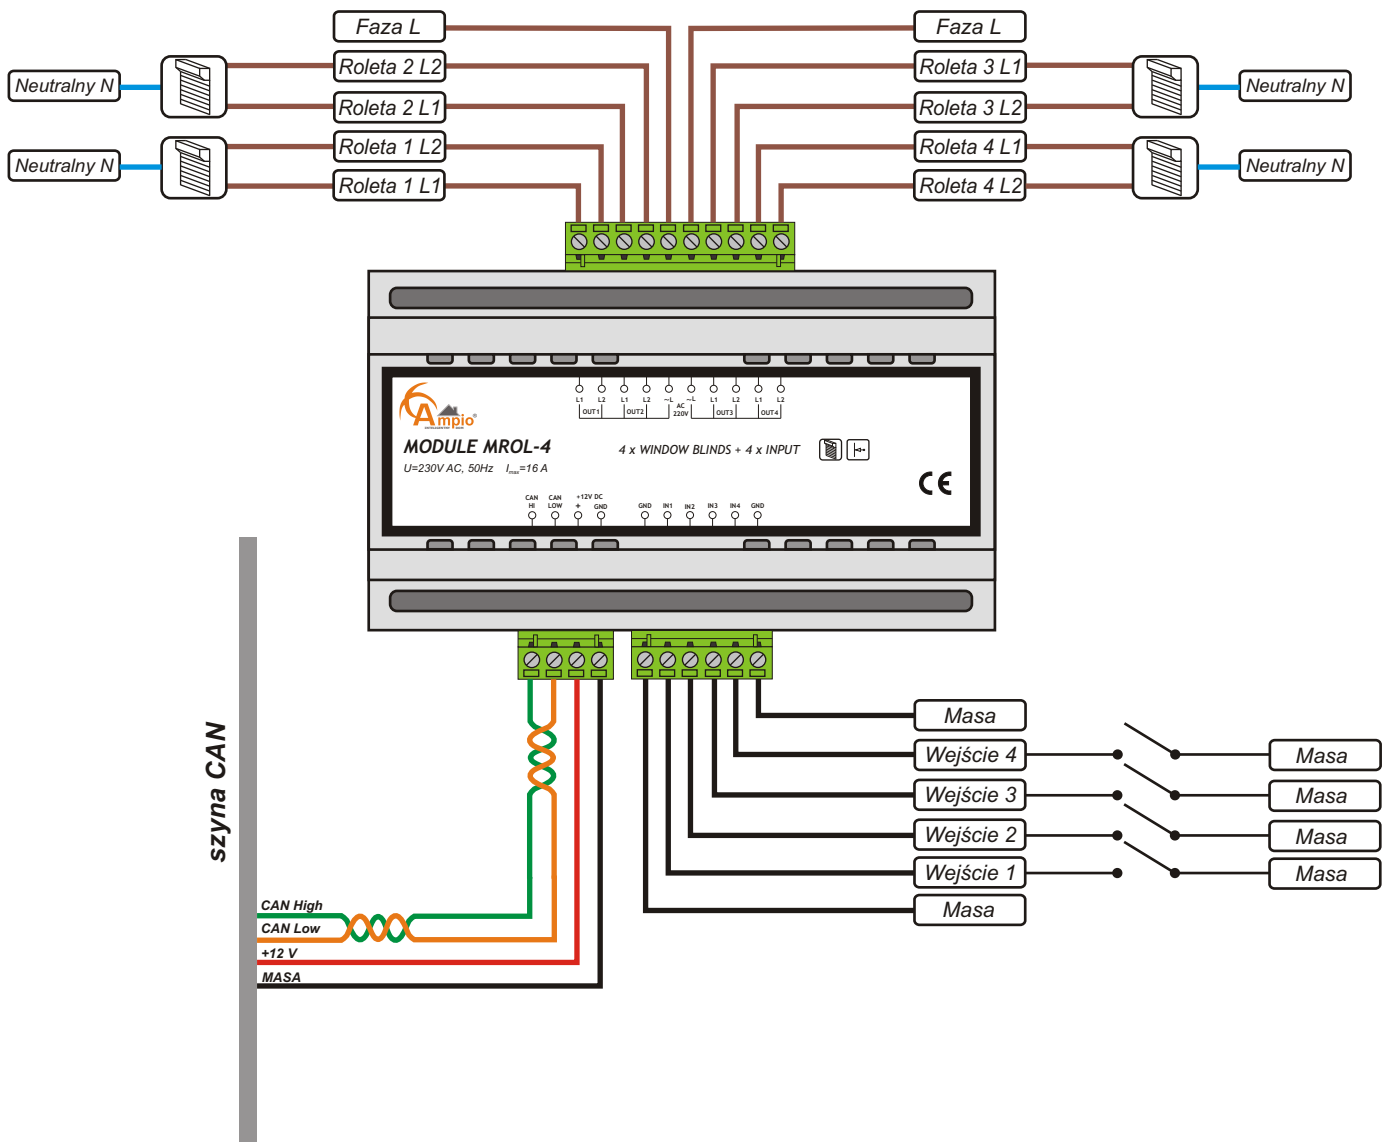 Faza L
Faza L
Roleta 2 L2
Roleta 3 L1
Neutralny N
Neutralny N
Roleta 2 L1
Roleta 3 L2
Roleta 1 L2
Roleta 4 L1
Neutralny N
Neutralny N
Roleta 1 L1
Roleta 4 L2
L1 L2 L1 L2 ~L ~L L1 L2 L1 L2
OUT1 OUT2 AC 220V OUT3 OUT4
Ampio®
MODULE MROL-4
4 x WINDOW BLINDS + 4 x INPUT
U=230V AC, 50Hz Imax=16 A
CE
CAN HI
CAN LOW
+12V DC
+ GND
GND IN1 IN2 IN3 IN4 GND
szyna CAN
Masa
Wejście 4
Masa
Wejście 3
Masa
Wejście 2
Masa
Wejście 1
Masa
Masa
CAN High
CAN Low
+12 V
MASA